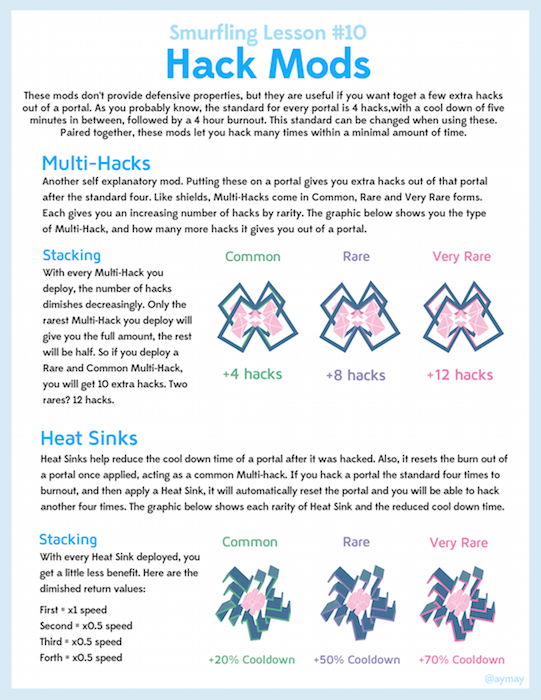 Smurfling Lesson #10
Hack Mods
These mods don't provide defensive properties, but they are useful if you want toget a few extra hacks
out of a portal. As you probably know, the standard for every portal is 4 hacks,with a cool down of five
minutes in between, followed by a 4 hour burnout. This standard can be changed when using these.
Paired together, these mods let you hack many times within a minimal amount of time.
Multi-Hacks
Another self explanatory mod. Putting these on a portal gives you extra hacks out of that portal
after the standard four. Like shields, Multi-Hacks come in Common, Rare and Very Rare forms.
Each gives you an increasing number of hacks by rarity. The graphic below shows you the type
of Multi-Hack, and how many more hacks it gives you out of a portal.
Stacking
With every Multi-Hack you
deploy, the number of hacks
dimishes decreasingly. Only the
rarest Multi-Hack you deploy will
give you the full amount, the rest
will be half. So if you deploy a
Rare and Common Multi-Hack,
you will get 10 extra hacks. Two
rares? 12 hacks.
Common
Rare
Very Rare
+4 hacks
+8 hacks
+12 hacks
Heat Sinks
Heat Sinks help reduce the cool down time of a portal after it was hacked. Also, it resets the burn out of
a portal once applied, acting as a common Multi-hack. If you hack a portal the standard four times to
burnout, and then apply a Heat Sink, it will automatically reset the portal and you will be able to hack
another four times. The graphic below shows each rarity of Heat Sink and the reduced cool down time.
Stacking
With every Heat Sink deployed, you
get a little less benefit. Here are the
dimished return values:
First = x1 speed
Second = x0.5 speed
Third = x0.5 speed
Forth = x0.5 speed
Common
Rare
Very Rare
+20% Cooldown
+50% Cooldown
+70% Cooldown
@aymay